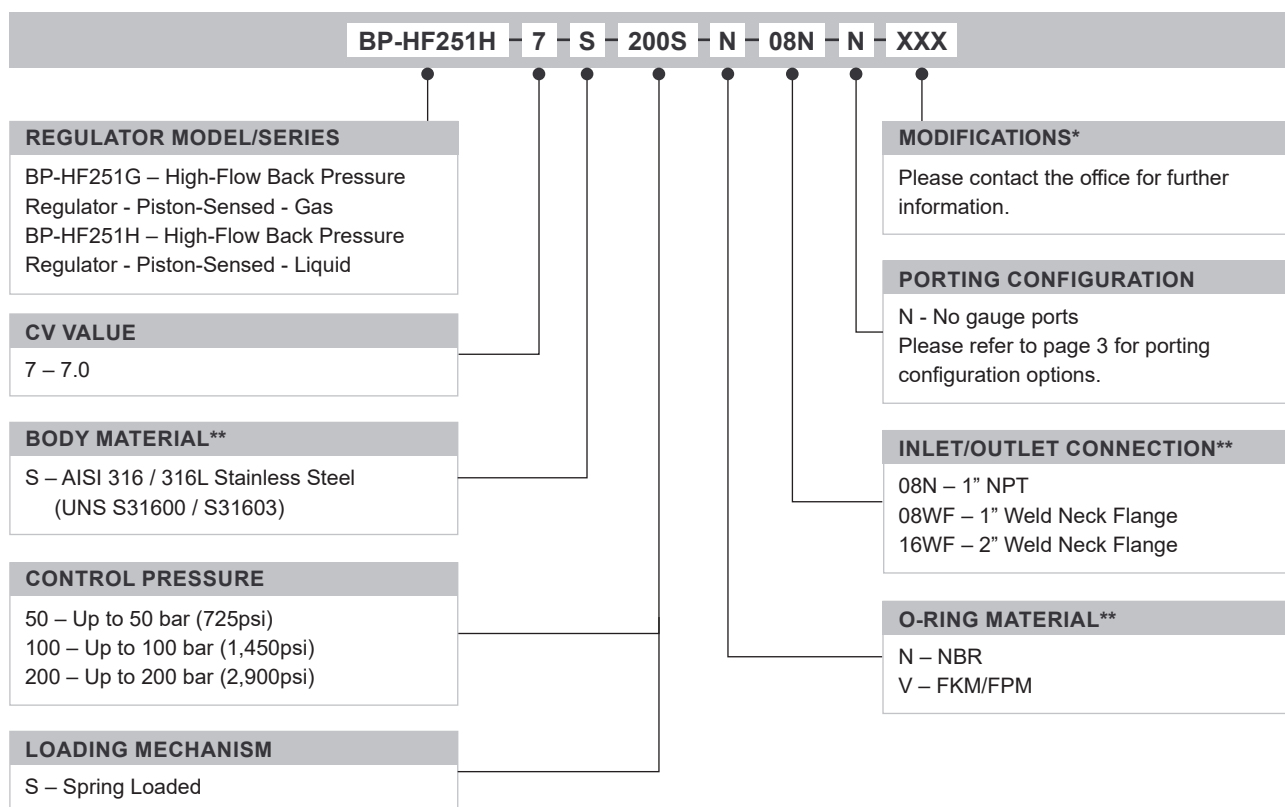 BP-HF251H – 7 – S – 200S – N – 08N – N – XXX
REGULATOR MODEL/SERIES
BP-HF251G – High-Flow Back Pressure
Regulator - Piston-Sensed - Gas
BP-HF251H – High-Flow Back Pressure
Regulator - Piston-Sensed - Liquid
CV VALUE
7 – 7.0
BODY MATERIAL**
S – AISI 316 / 316L Stainless Steel
(UNS S31600 / S31603)
CONTROL PRESSURE
50 – Up to 50 bar (725psi)
100 – Up to 100 bar (1,450psi)
200 – Up to 200 bar (2,900psi)
LOADING MECHANISM
S – Spring Loaded
MODIFICATIONS*
Please contact the office for further
information.
PORTING CONFIGURATION
N - No gauge ports
Please refer to page 3 for porting
configuration options.
INLET/OUTLET CONNECTION**
08N – 1” NPT
08WF – 1” Weld Neck Flange
16WF – 2” Weld Neck Flange
O-RING MATERIAL**
N – NBR
V – FKM/FPM